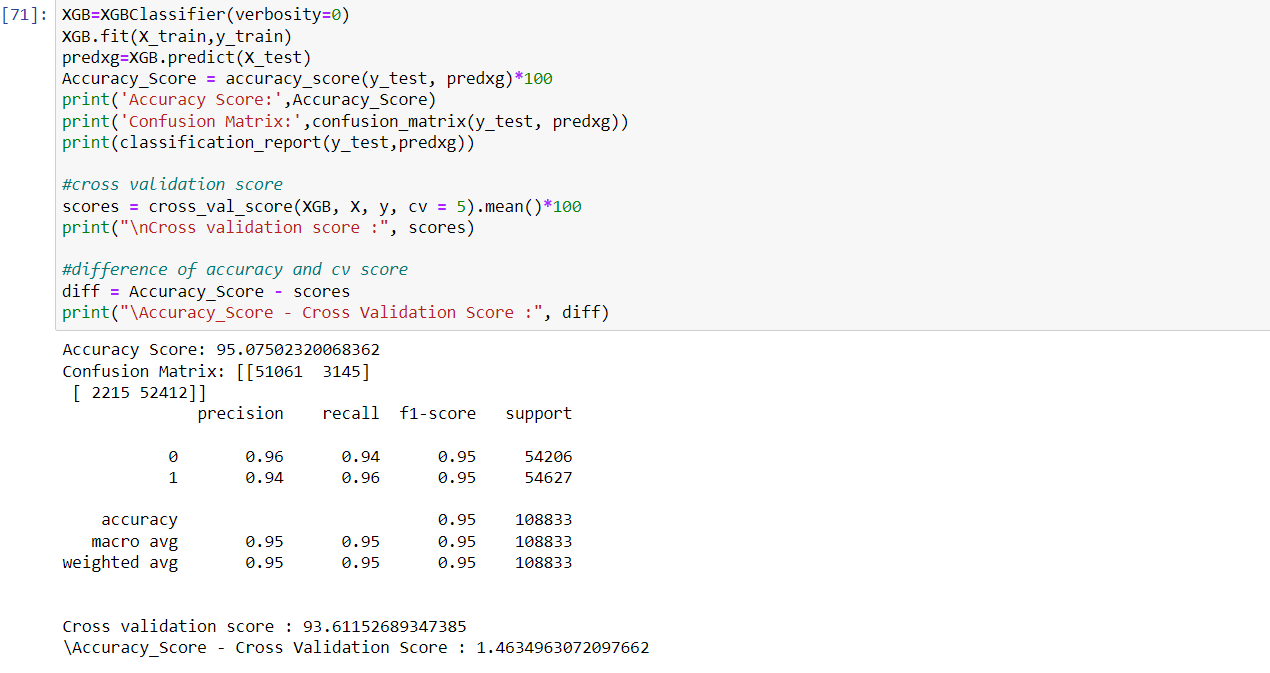 [71]: XGB=XGBClassifier(verbosity=0)
XGB.fit(X_train,y_train)
predxg=XGB.predict(X_test)
Accuracy_Score = accuracy_score(y_test, predxg)*100
print('Accuracy Score:',Accuracy_Score)
print('Confusion Matrix:',confusion_matrix(y_test, predxg))
print(classification_report(y_test,predxg))
#cross validation score
scores = cross_val_score(XGB, X, y, cv = 5).mean()*100
print("\nCross validation score :", scores)
#difference of accuracy and cv score
diff = Accuracy_Score - scores
print("\Accuracy_Score - Cross Validation Score :", diff)
Accuracy Score: 95.07502320068362
Confusion Matrix: [[51061  3145]
 [ 2215 52412]]
              precision    recall  f1-score   support
           0       0.96      0.94      0.95     54206
           1       0.94      0.96      0.95     54627
    accuracy                           0.95    108833
   macro avg       0.95      0.95      0.95    108833
weighted avg       0.95      0.95      0.95    108833
Cross validation score : 93.61152689347385
\Accuracy_Score - Cross Validation Score : 1.4634963072097662